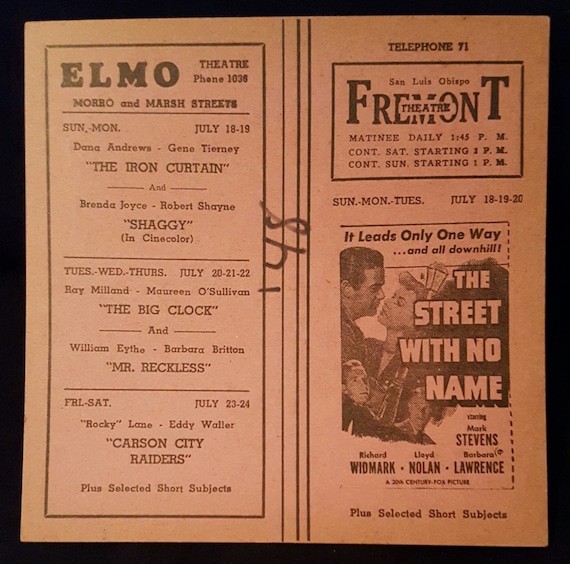 ELMO THEATRE
Phone 1036
MORRO and MARSH STREETS
SUN.-MON. JULY 18-19
Dana Andrews - Gene Tierney
"THE IRON CURTAIN"
And
Brenda Joyce - Robert Shayne
"SHAGGY"
(In Cinecolor)
TUES.-WED.-THURS. JULY 20-21-22
Ray Milland - Maureen O'Sullivan
"THE BIG CLOCK"
And
William Eythe - Barbara Britton
"MR. RECKLESS"
FRI.-SAT. JULY 23-24
"Rocky" Lane - Eddy Waller
"CARSON CITY
RAIDERS"
Plus Selected Short Subjects
'48
TELEPHONE 71
San Luis Obispo
FREMONT
THEATRE
MATINEE DAILY 1:45 P. M.
CONT. SAT. STARTING 1 P. M.
CONT. SUN. STARTING 1 P. M.
SUN.-MON.-TUES. JULY 18-19-20
It Leads Only One Way
...and all downhill!
THE
STREET
WITH NO
NAME
starring
Mark
STEVENS
Richard Lloyd Barbara
WIDMARK • NOLAN • LAWRENCE
A 20th CENTURY-FOX PICTURE
Plus Selected Short Subjects